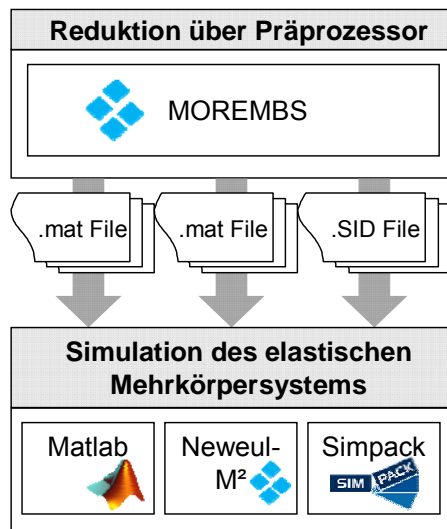 Reduktion über Präprozessor
MOREMBS
.mat File .mat File .SID File
Simulation des elastischen
Mehrkörpersystems
Matlab Neweul- Simpack
M²
SIM PACK